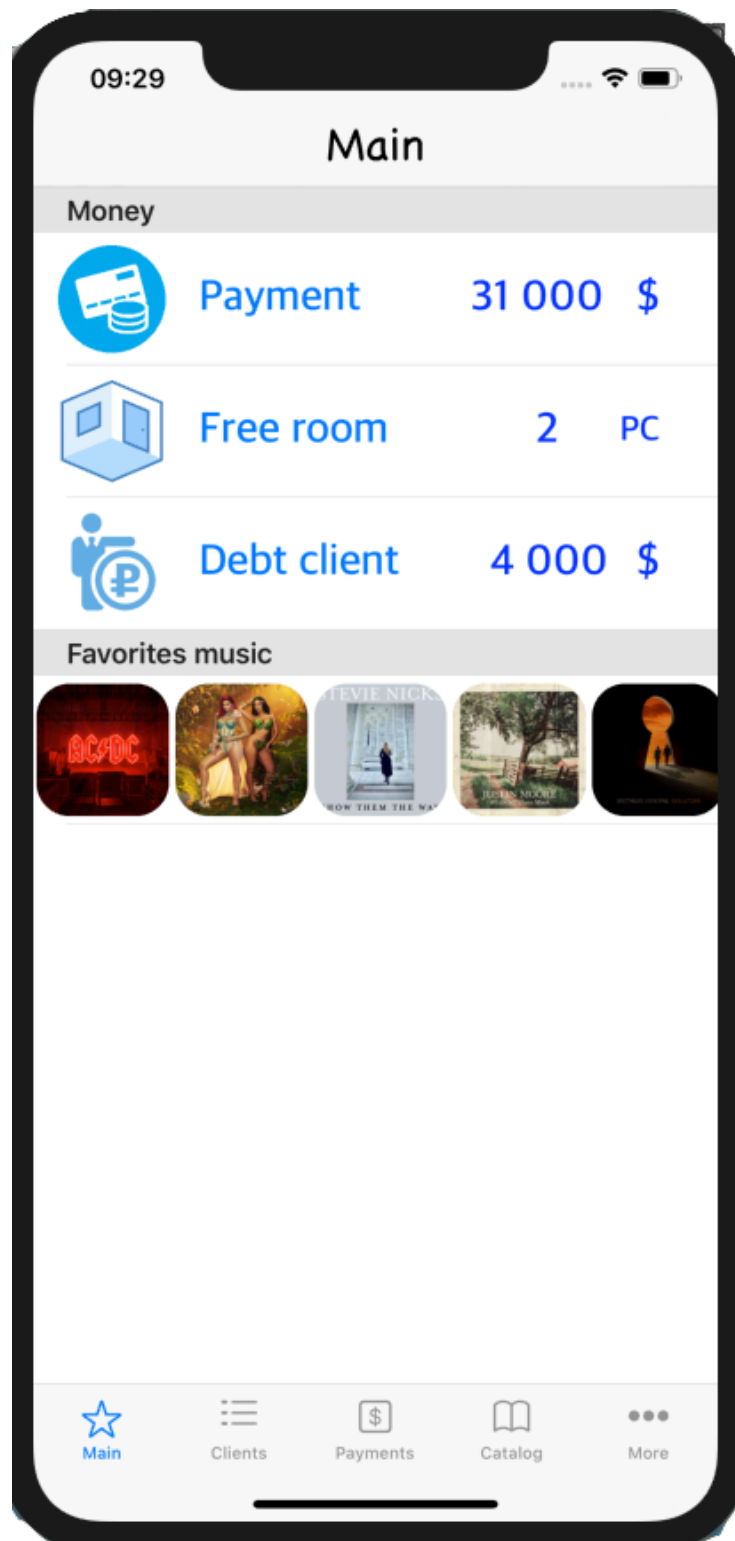 09:29
Main
Money
Payment 31 000 $
Free room 2 PC
Debt client 4 000 $
₽
Favorites music
AC/DC
STEVIE NICKS
SHOW THEM THE WAY
JUSTIN MOORE
$
Main Clients Payments Catalog More